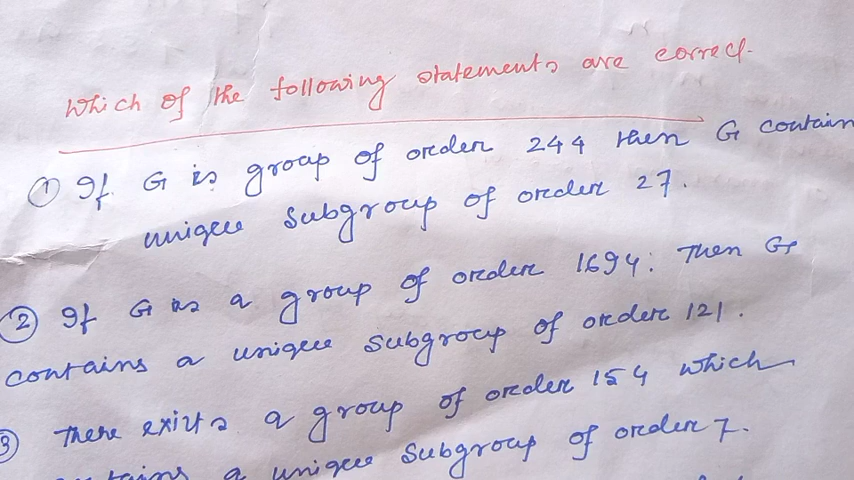 Which of the following statements are correct.
① If G is group of order 244 then G contain
unique subgroup of order 27.
② If G is a group of order 1694. Then G
contains a unique subgroup of order 121.
③ There exists a group of order 154 which
contains a unique subgroup of order 7.